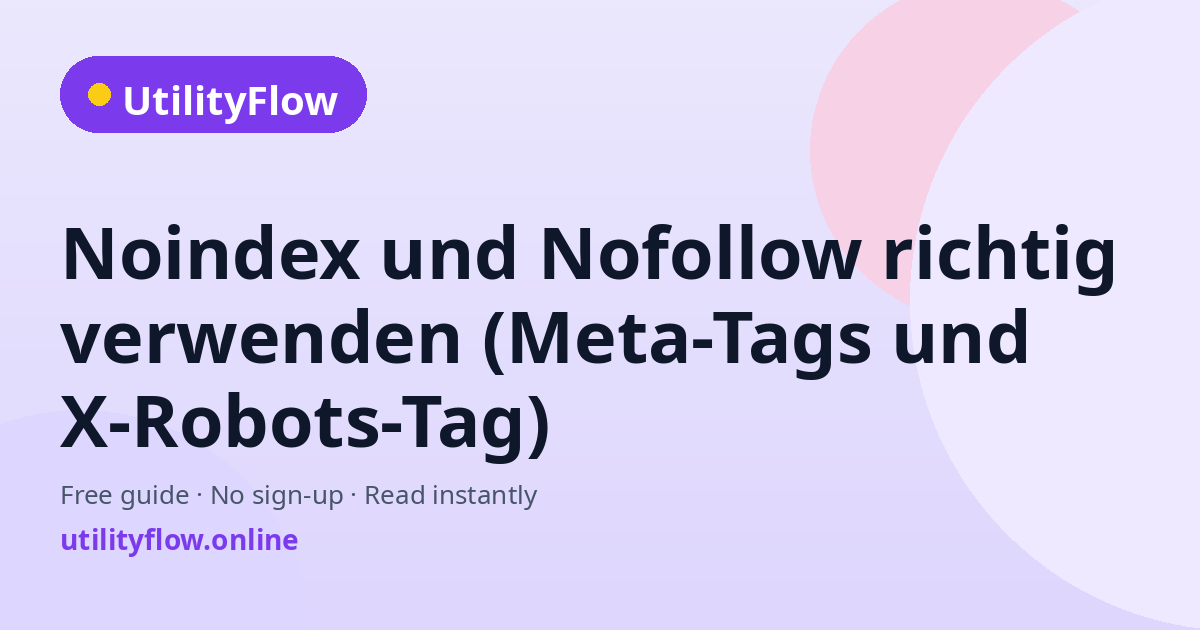 UtilityFlow
Noindex und Nofollow richtig
verwenden (Meta-Tags und
X-Robots-Tag)
Free guide · No sign-up · Read instantly
utilityflow.online